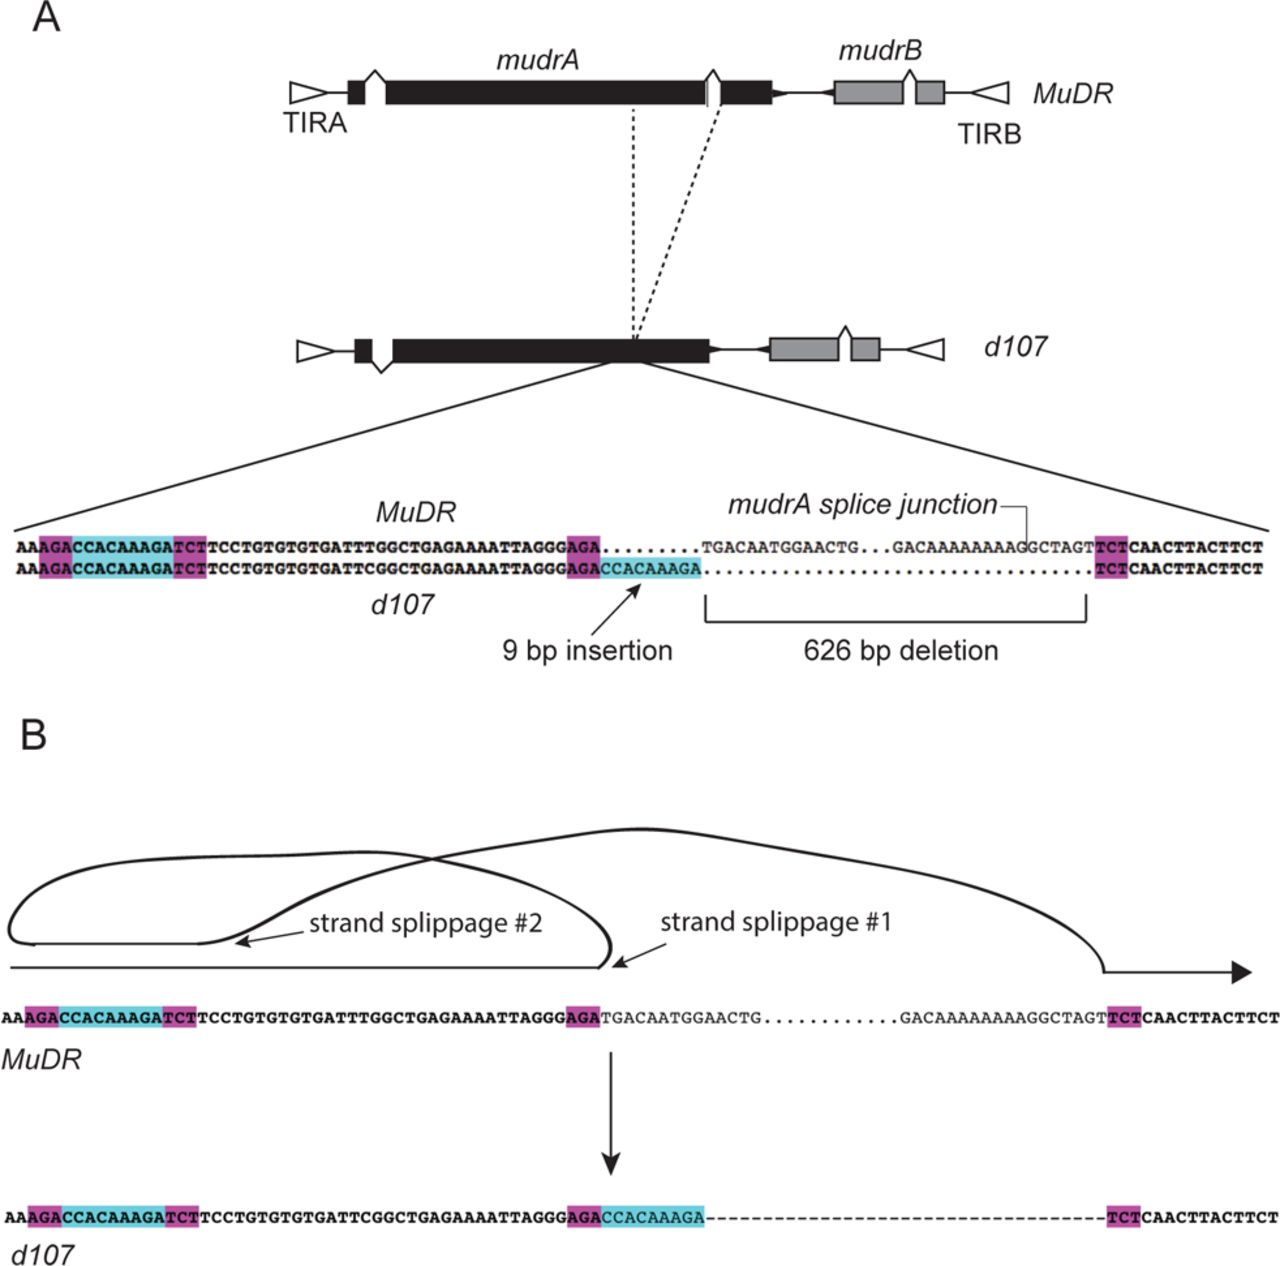 A
mudrA
mudrB
MuDR
TIRA
TIRB
d107
MuDR
mudrA splice junction
AAAGACCACAAAGATCTTCCTGTGTGTGATTTGGCTGAGAAAATTAGGGAGA.........TGACAATGGAACTG...GACAAAAAAAAGGCTAGTTCTCAACTTACTTCT
AAAGACCACAAAGATCTTCCTGTGTGTGATTCGGCTGAGAAAATTAGGGAGACCACAAAGA...................................TCTCAACTTACTTCT
d107
9 bp insertion
626 bp deletion
B
strand splippage #2
strand splippage #1
AAAGACCACAAAGATCTTCCTGTGTGTGATTTGGCTGAGAAAATTAGGGAGATGACAATGGAACTG............GACAAAAAAAAGGCTAGTTCTCAACTTACTTCT
MuDR
AAAGACCACAAAGATCTTCCTGTGTGTGATTCGGCTGAGAAAATTAGGGAGACCACAAAGA-----------------------------------TCTCAACTTACTTCT
d107